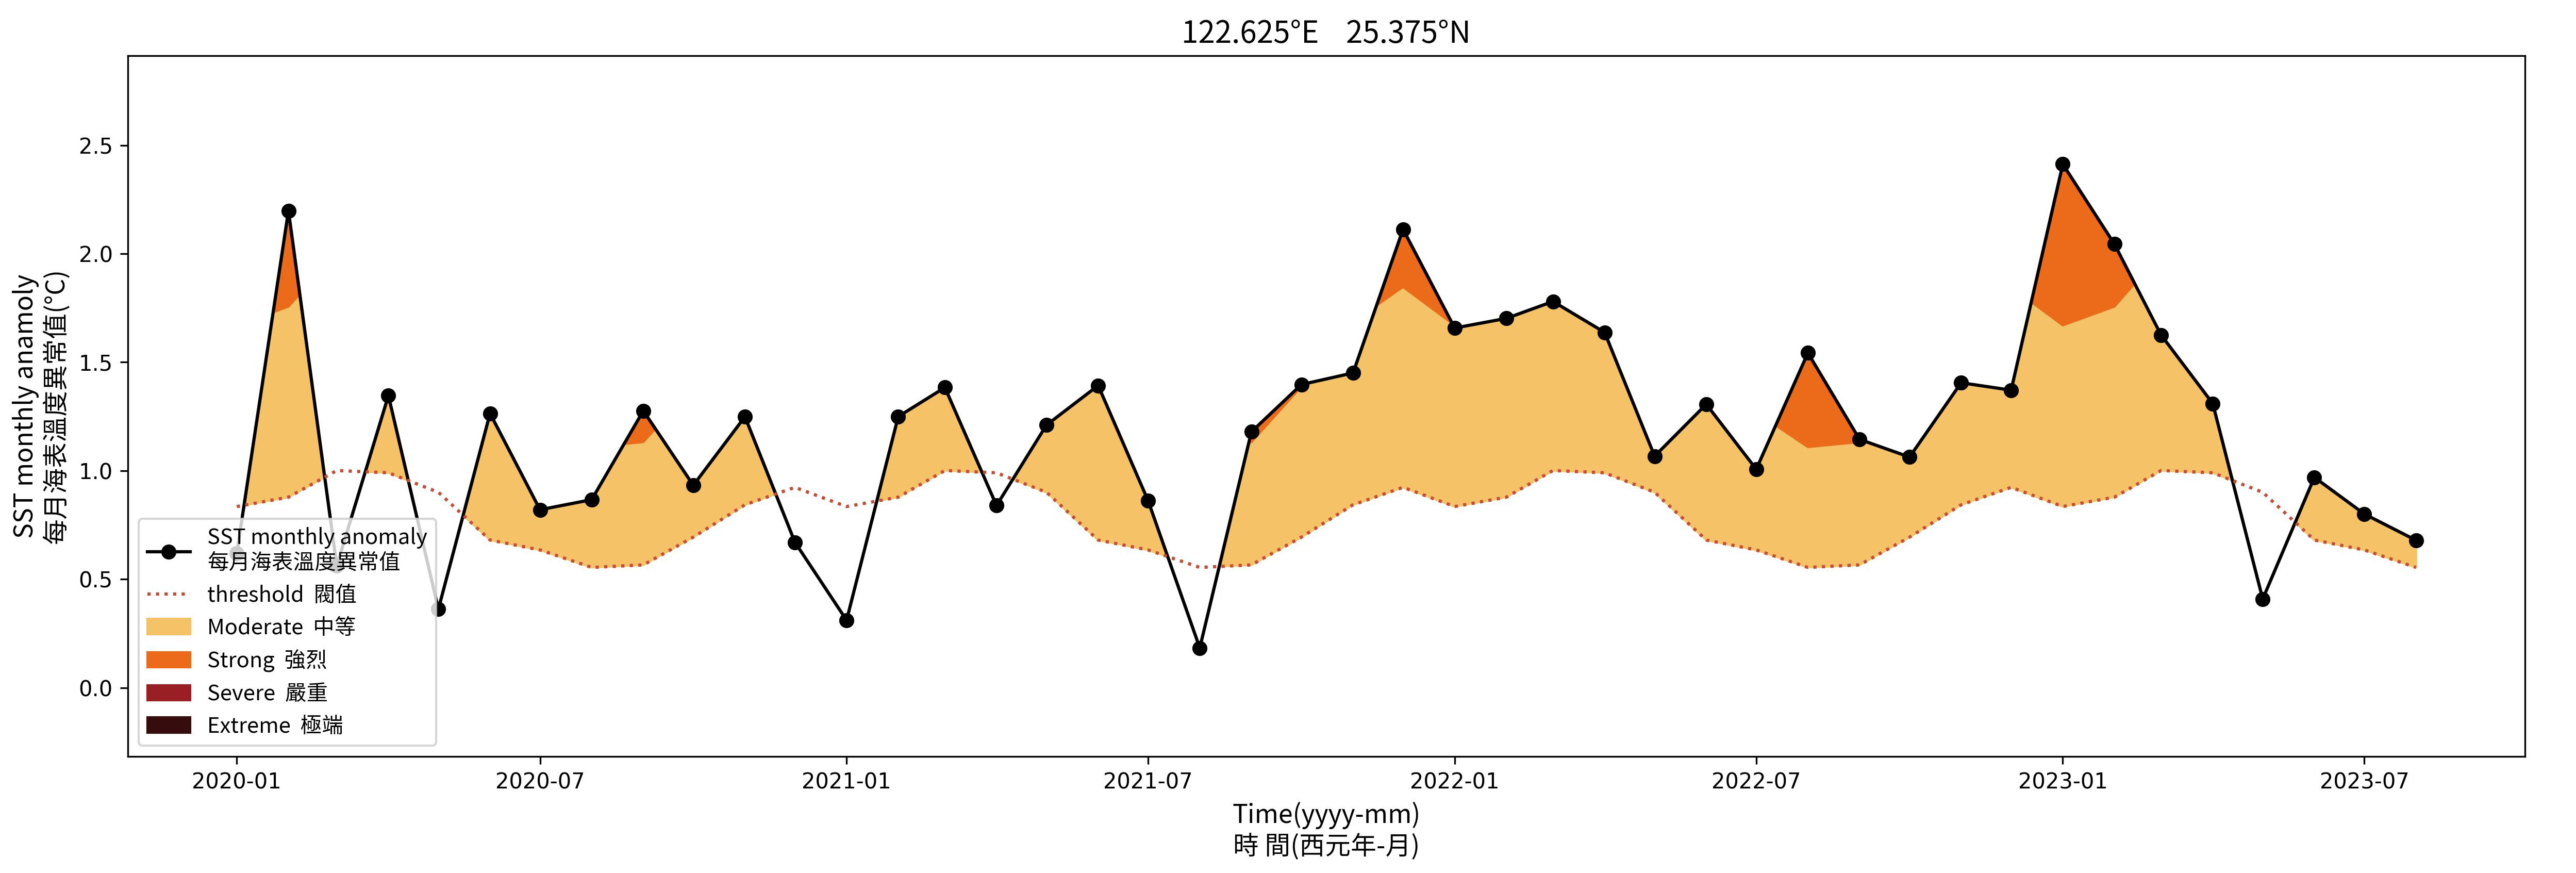 122.625°E 25.375°N
SST monthly anamoly
每月海表溫度異常值(°C)
2.5
2.0
1.5
1.0
0.5
0.0
SST monthly anomaly
每月海表溫度異常值
threshold 閥值
Moderate 中等
Strong 強烈
Severe 嚴重
Extreme 極端
2020-01 2020-07 2021-01 2021-07 2022-01 2022-07 2023-01 2023-07
Time(yyyy-mm)
時 間(西元年-月)